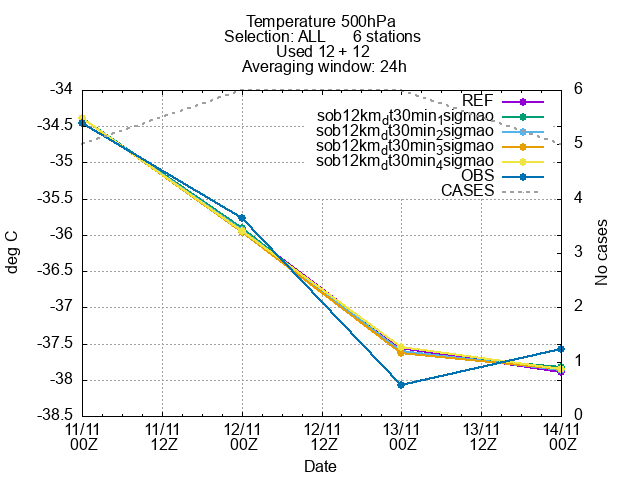 Temperature 500hPa
Selection: ALL 6 stations
Used 12 + 12
Averaging window: 24h
deg C
-34
-34.5
-35
-35.5
-36
-36.5
-37
-37.5
-38
-38.5
REF
sob12km_dt30min_1sigmao
sob12km_dt30min_2sigmao
sob12km_dt30min_3sigmao
sob12km_dt30min_4sigmao
OBS
CASES
6
5
4
3
2
1
0
No cases
11/11 11/11 12/11 12/11 13/11 13/11 14/11
00Z 12Z 00Z 12Z 00Z 12Z 00Z
Date